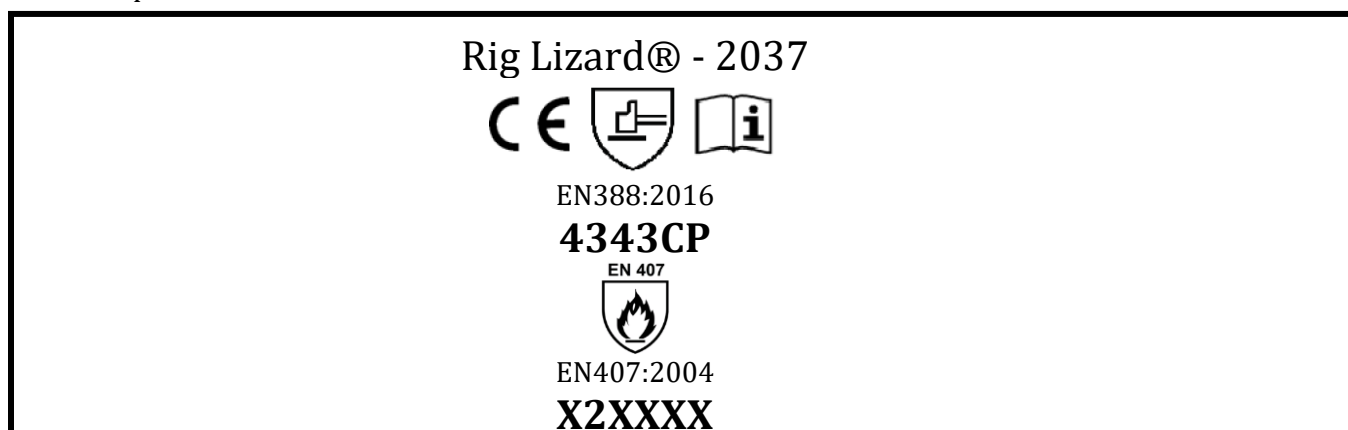 Rig Lizard® - 2037
CE i
EN388:2016
4343CP
EN 407
EN407:2004
X2XXXX